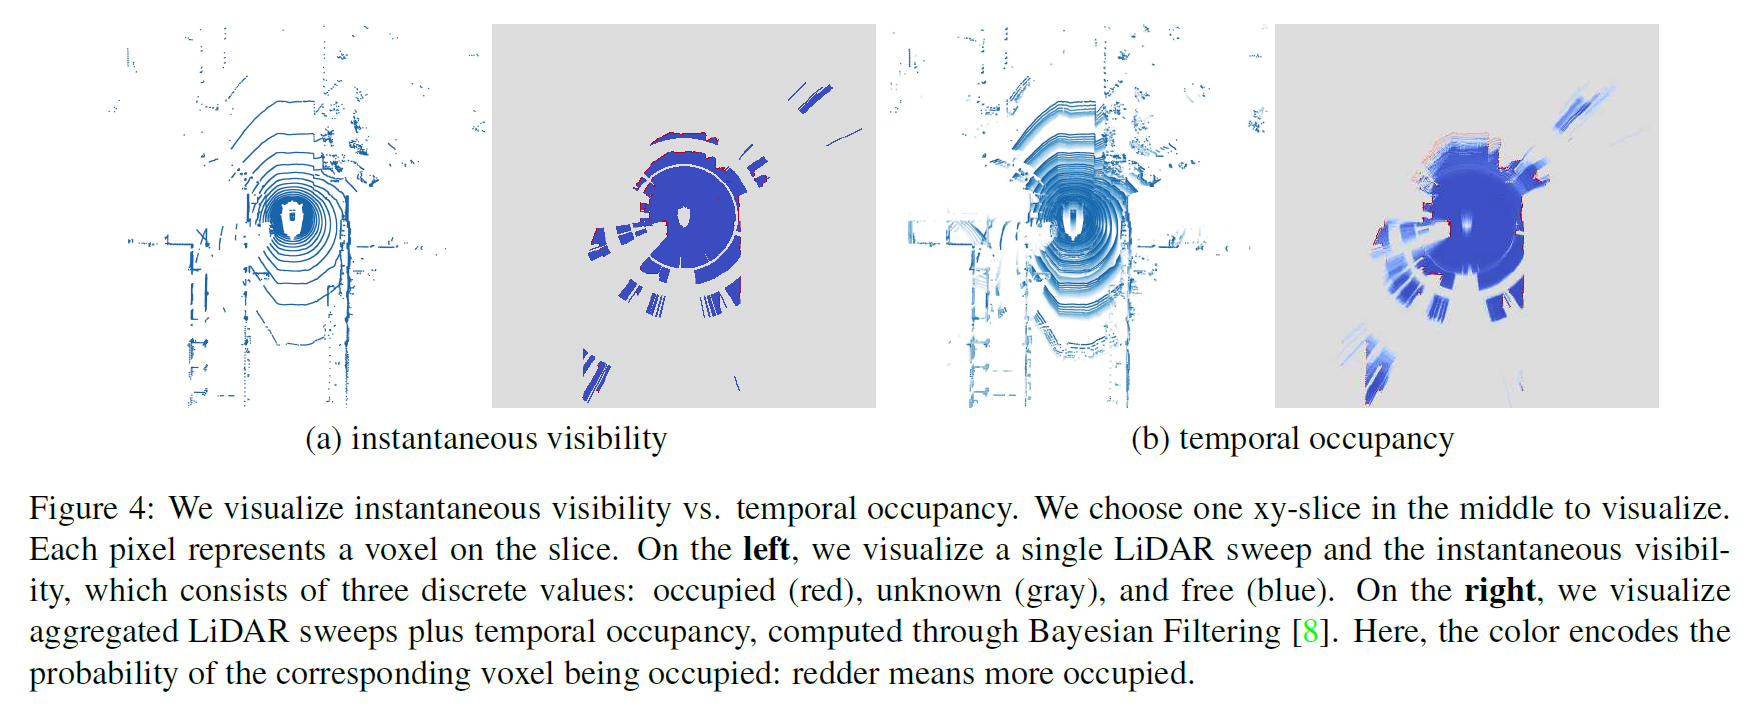 (a) instantaneous visibility
(b) temporal occupancy
Figure 4: We visualize instantaneous visibility vs. temporal occupancy. We choose one xy-slice in the middle to visualize.
Each pixel represents a voxel on the slice. On the left, we visualize a single LiDAR sweep and the instantaneous visibil-
ity, which consists of three discrete values: occupied (red), unknown (gray), and free (blue). On the right, we visualize
aggregated LiDAR sweeps plus temporal occupancy, computed through Bayesian Filtering [8]. Here, the color encodes the
probability of the corresponding voxel being occupied: redder means more occupied.